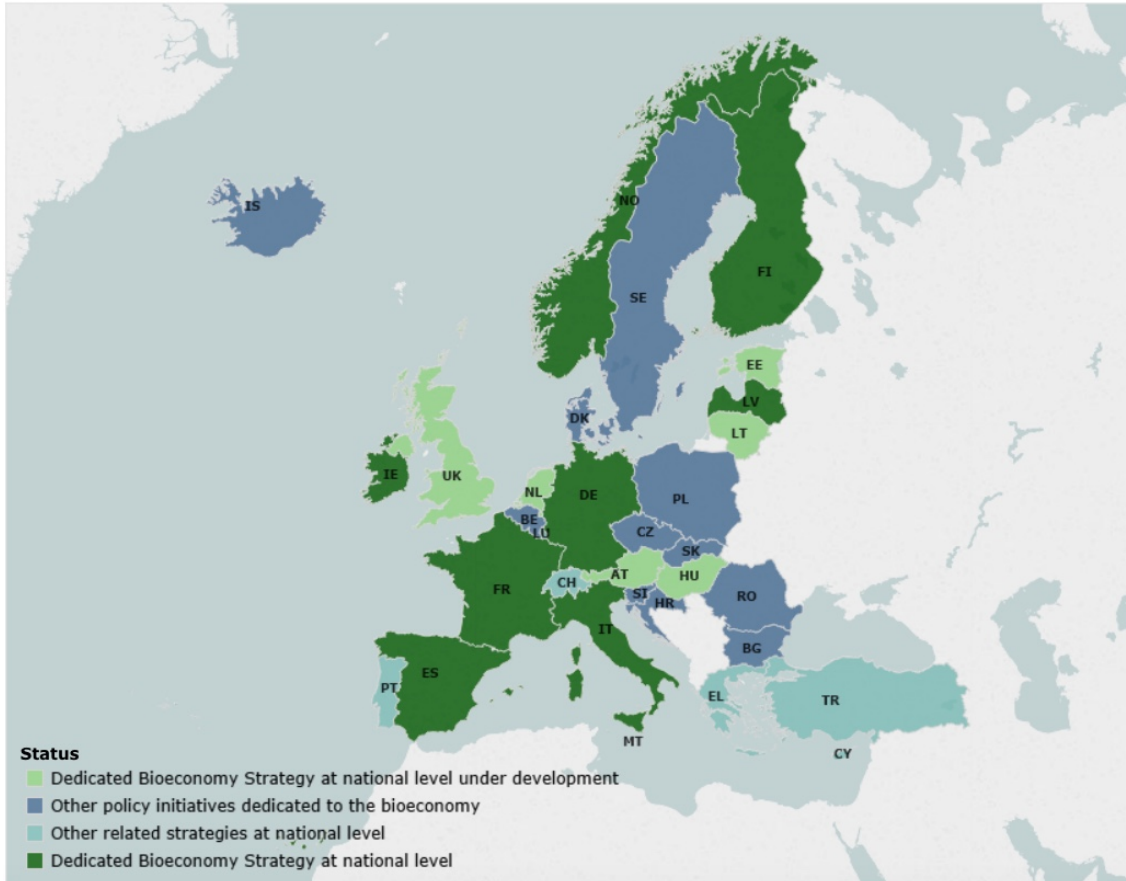 IS
NO
FI
SE
EE
LV
DK
LT
IE
UK
NL
DE
PL
BE
LU
CZ
SK
AT
HU
CH
FR
SI
HR
RO
IT
BG
ES
PT
EL
TR
MT
CY
Status
Dedicated Bioeconomy Strategy at national level under development
Other policy initiatives dedicated to the bioeconomy
Other related strategies at national level
Dedicated Bioeconomy Strategy at national level